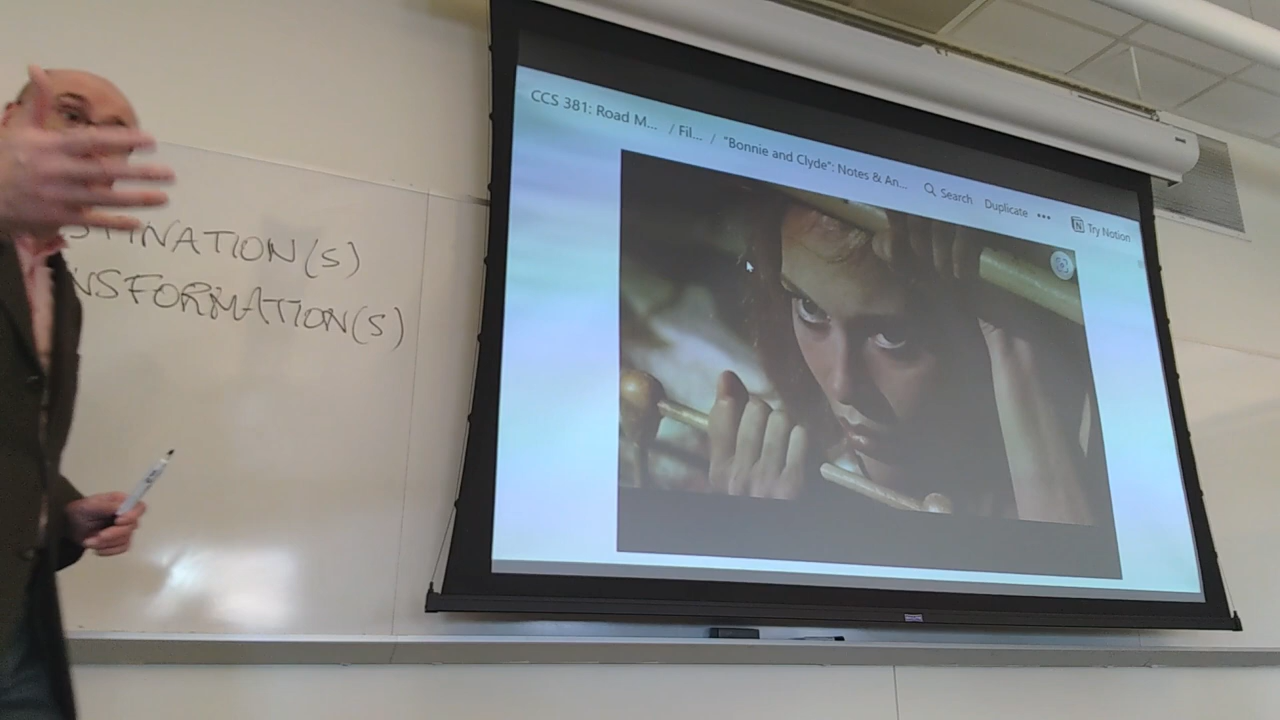 STINATION(S)
NSFORMATION(S)
CCS 381: Road M... / Fil... / "Bonnie and Clyde": Notes & An...
Search
Duplicate
•••
Try Notion